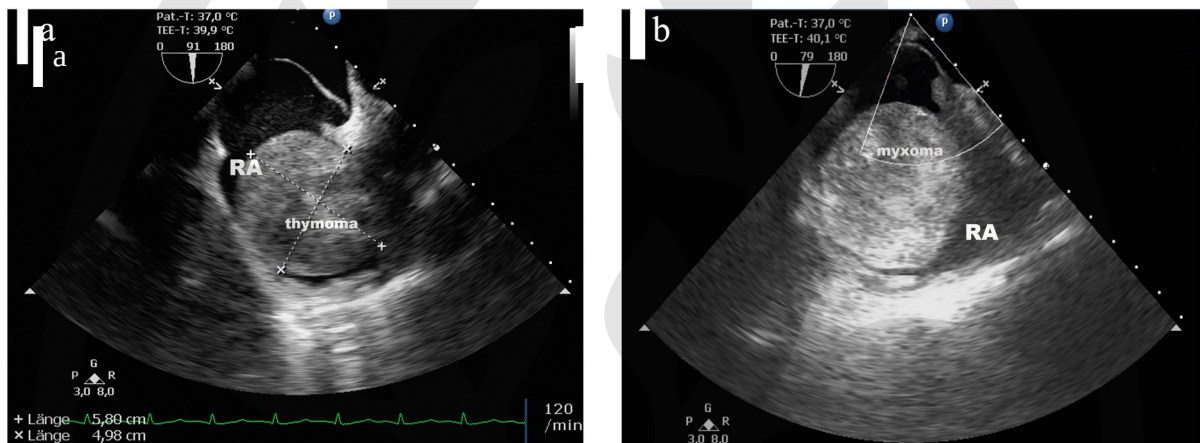 a
a
Pat.-T: 37,0 °C
TEE-T: 39,9 °C
0 91 180
P
RA
thymoma
G
P R
3,0 8,0
+ Länge 5,80 cm
× Länge 4,98 cm
120
/min
b
Pat.-T: 37,0 °C
TEE-T: 40,1 °C
0 79 180
P
myxoma
RA
G
P R
3,0 8,0